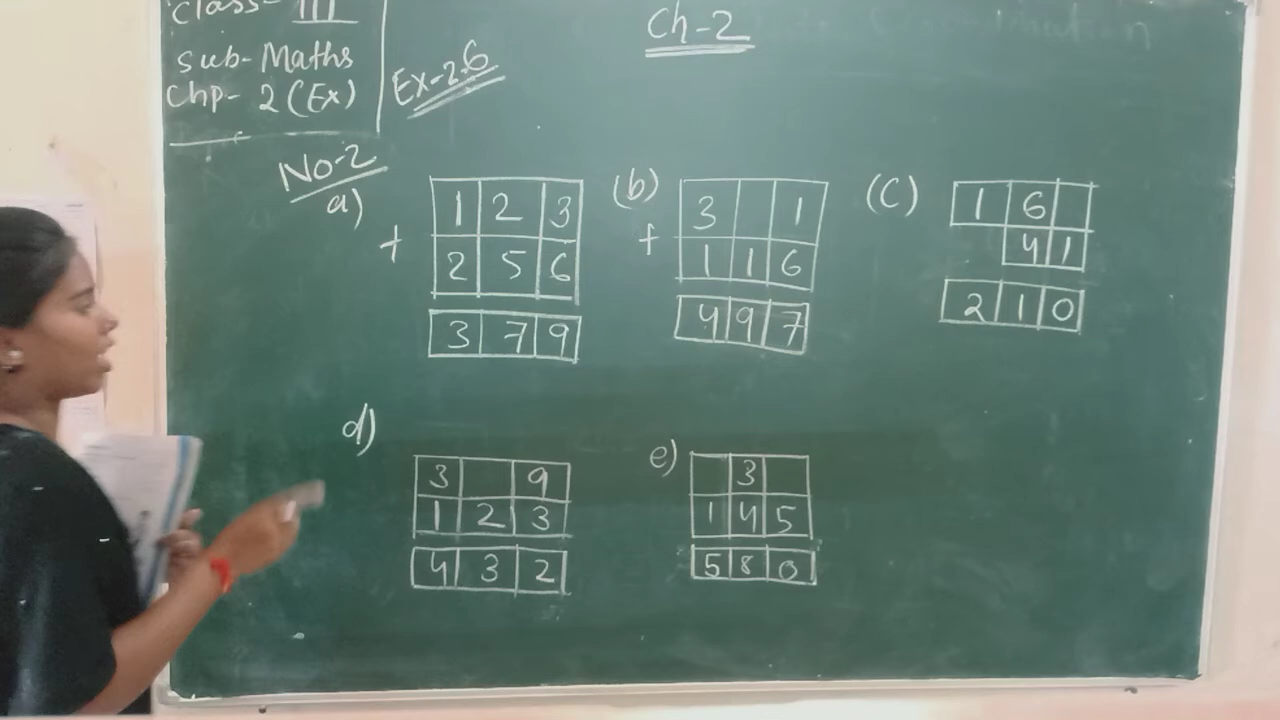 Class- III
Sub- Maths
Chp- 2 (Ex)
Ch-2
Ex-2.6
No-2
a)
1 2 3
+ 2 5 6
3 7 9
(b)
3 1
+ 1 1 6
4 9 7
(C)
1 6
4 1
2 1 0
d)
3 9
1 2 3
4 3 2
e)
3
1 4 5
5 8 0